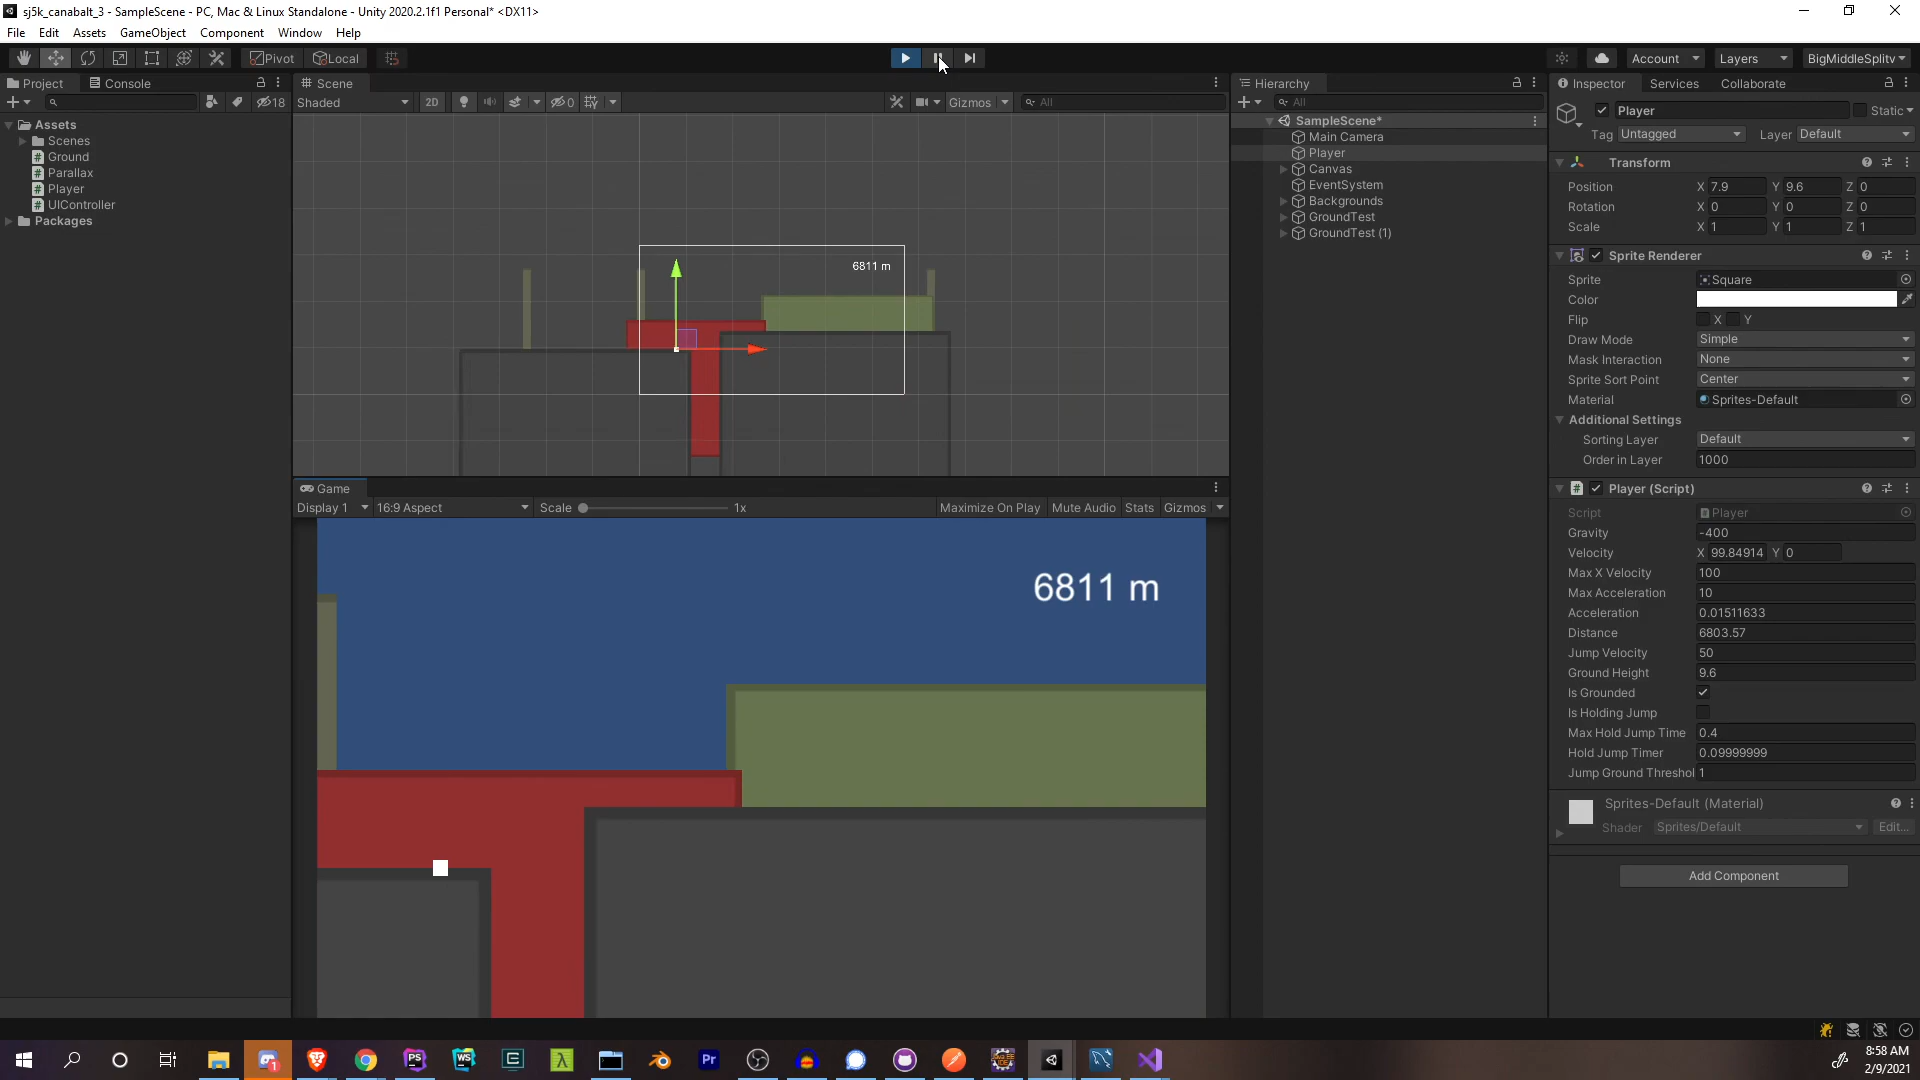 sj5k_canabalt_3 - SampleScene - PC, Mac & Linux Standalone - Unity 2020.2.1f1 Personal* <DX11>
File Edit Assets GameObject Component Window Help
Pivot Local Account Layers BigMiddleSplitv
Project Console
18
Assets
Scenes
Ground
Parallax
Player
UIController
Packages
Scene
Shaded 2D 0 Gizmos All
6811 m
Game
Display 1 16:9 Aspect Scale 1x Maximize On Play Mute Audio Stats Gizmos
6811 m
Hierarchy
All
SampleScene*
Main Camera
Player
Canvas
EventSystem
Backgrounds
GroundTest
GroundTest (1)
Inspector Services Collaborate
Player Static
Tag Untagged Layer Default
Transform
Position X 7.9 Y 9.6 Z 0
Rotation X 0 Y 0 Z 0
Scale X 1 Y 1 Z 1
Sprite Renderer
Sprite Square
Color
Flip X Y
Draw Mode Simple
Mask Interaction None
Sprite Sort Point Center
Material Sprites-Default
Additional Settings
Sorting Layer Default
Order in Layer 1000
Player (Script)
Script Player
Gravity -400
Velocity X 99.84914 Y 0
Max X Velocity 100
Max Acceleration 10
Acceleration 0.01511633
Distance 6803.57
Jump Velocity 50
Ground Height 9.6
Is Grounded
Is Holding Jump
Max Hold Jump Time 0.4
Hold Jump Timer 0.09999999
Jump Ground Threshol 1
Sprites-Default (Material)
Shader Sprites/Default Edit...
Add Component
8:58 AM
2/9/2021